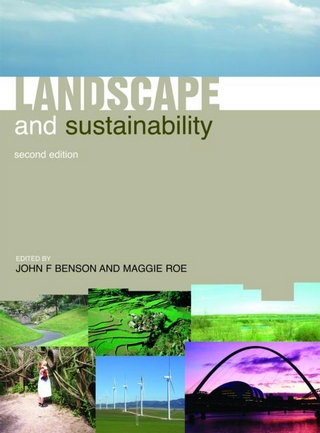 LANDSCAPE
and sustainability
second edition
EDITED BY
JOHN F BENSON AND MAGGIE ROE